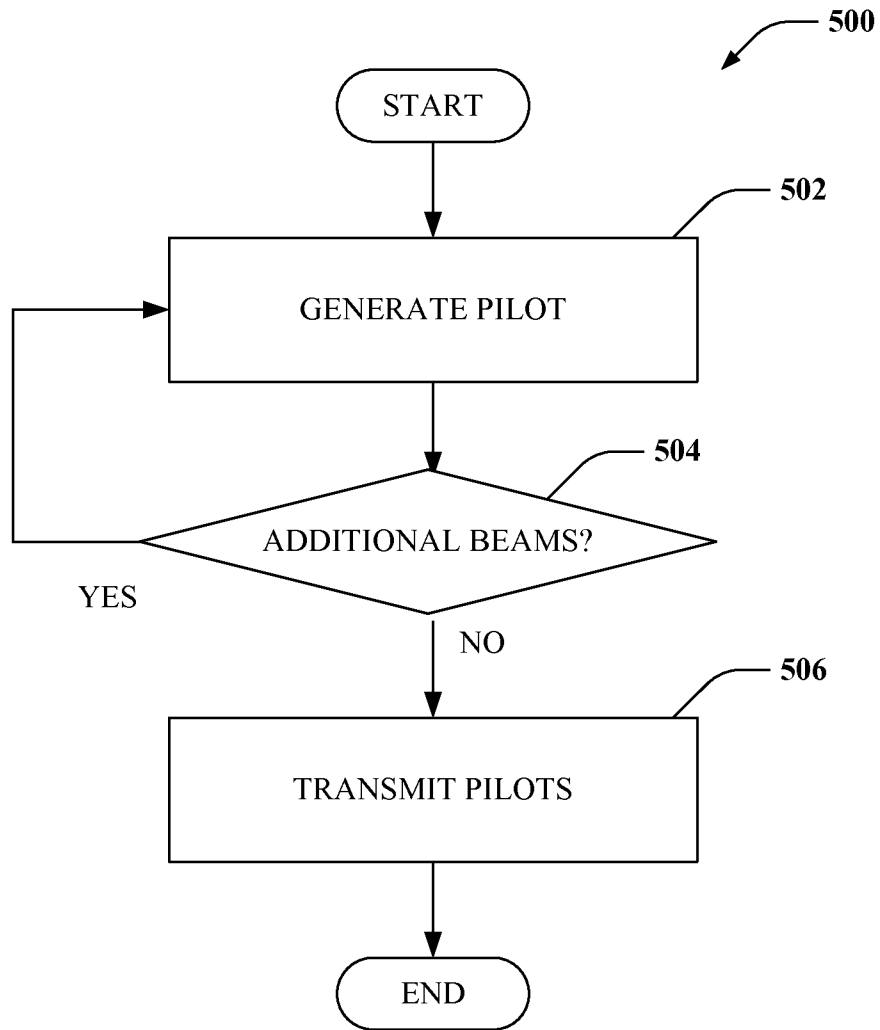 500
START
502
GENERATE PILOT
504
ADDITIONAL BEAMS?
YES
NO
506
TRANSMIT PILOTS
END